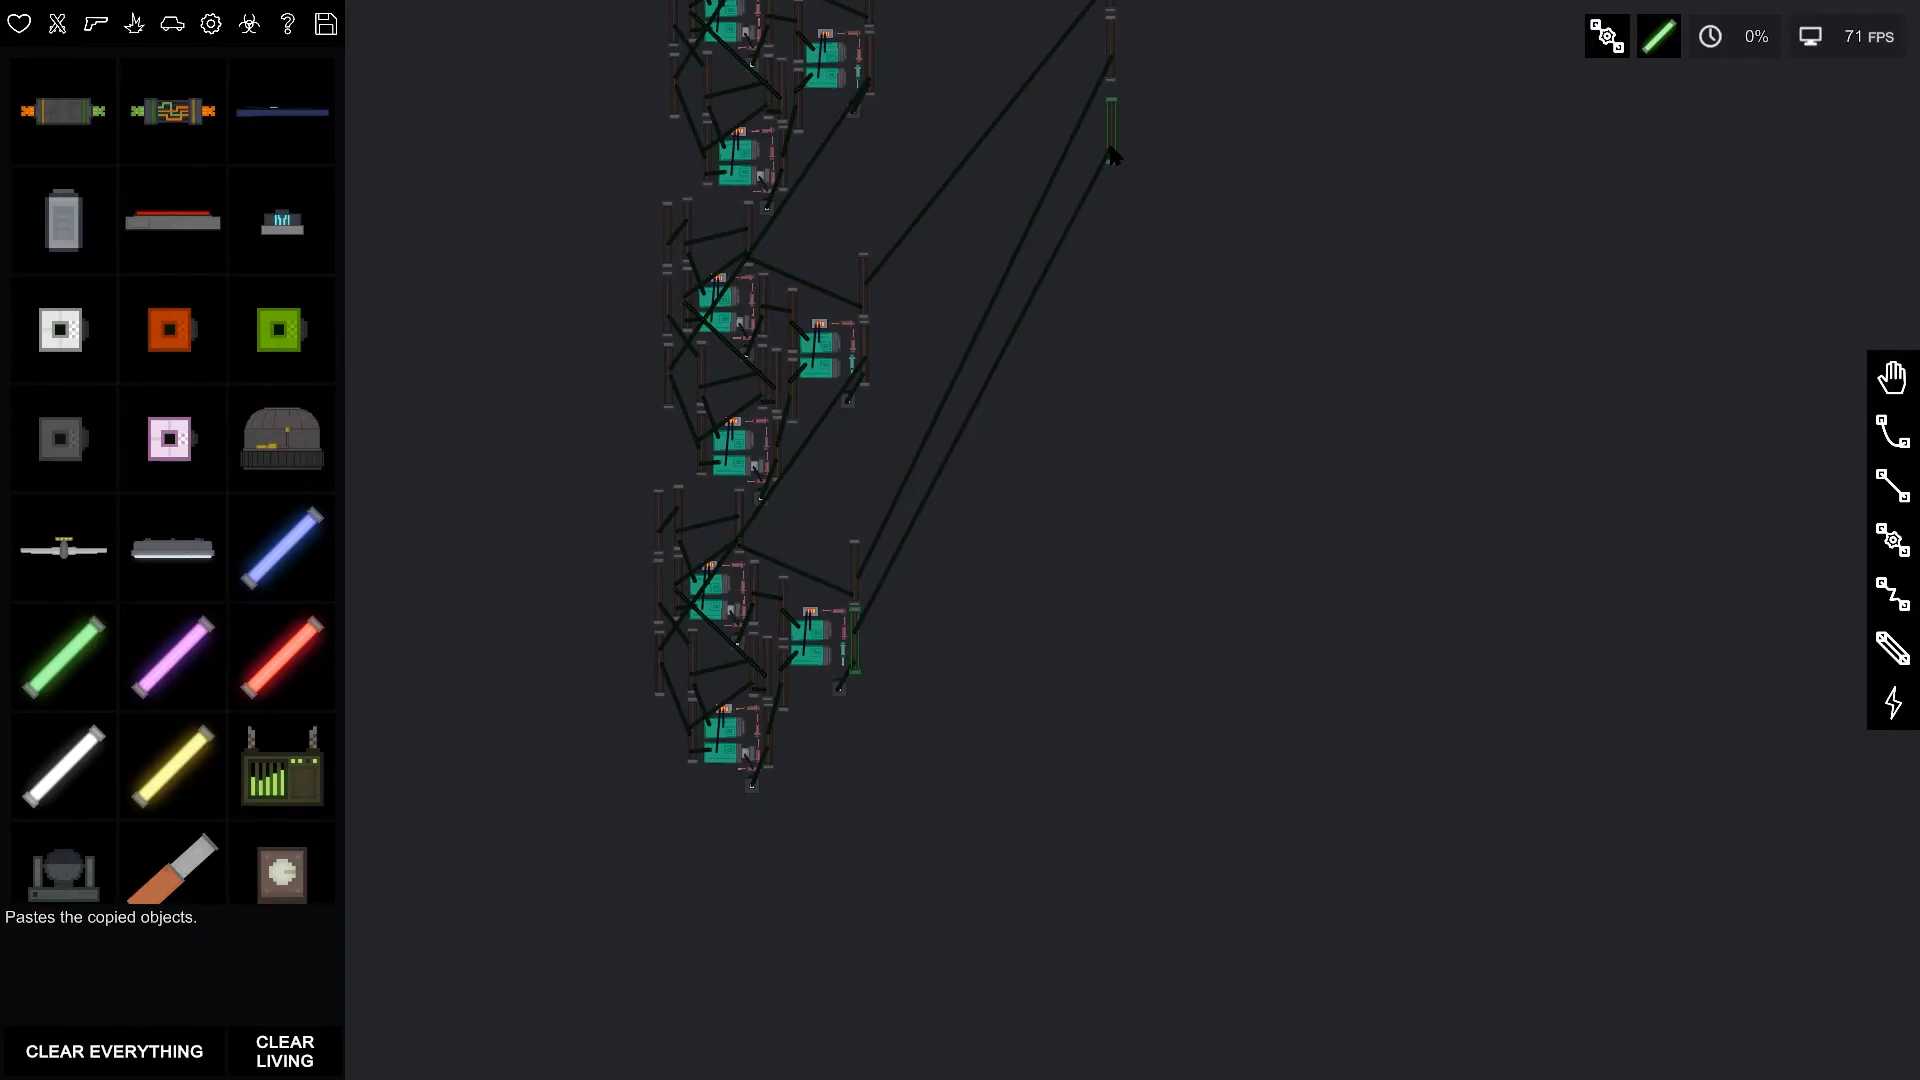 0%
71 FPS
Pastes the copied objects.
CLEAR EVERYTHING
CLEAR
LIVING